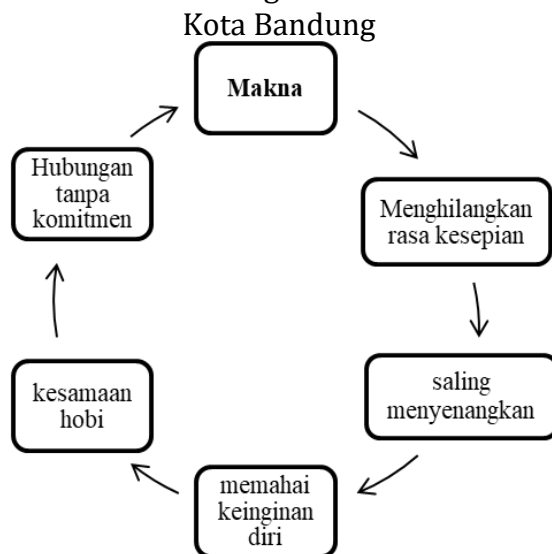 Kota Bandung
Makna
Menghilangkan
rasa kesepian
saling
menyenangkan
memahai
keinginan
diri
kesamaan
hobi
Hubungan
tanpa
komitmen